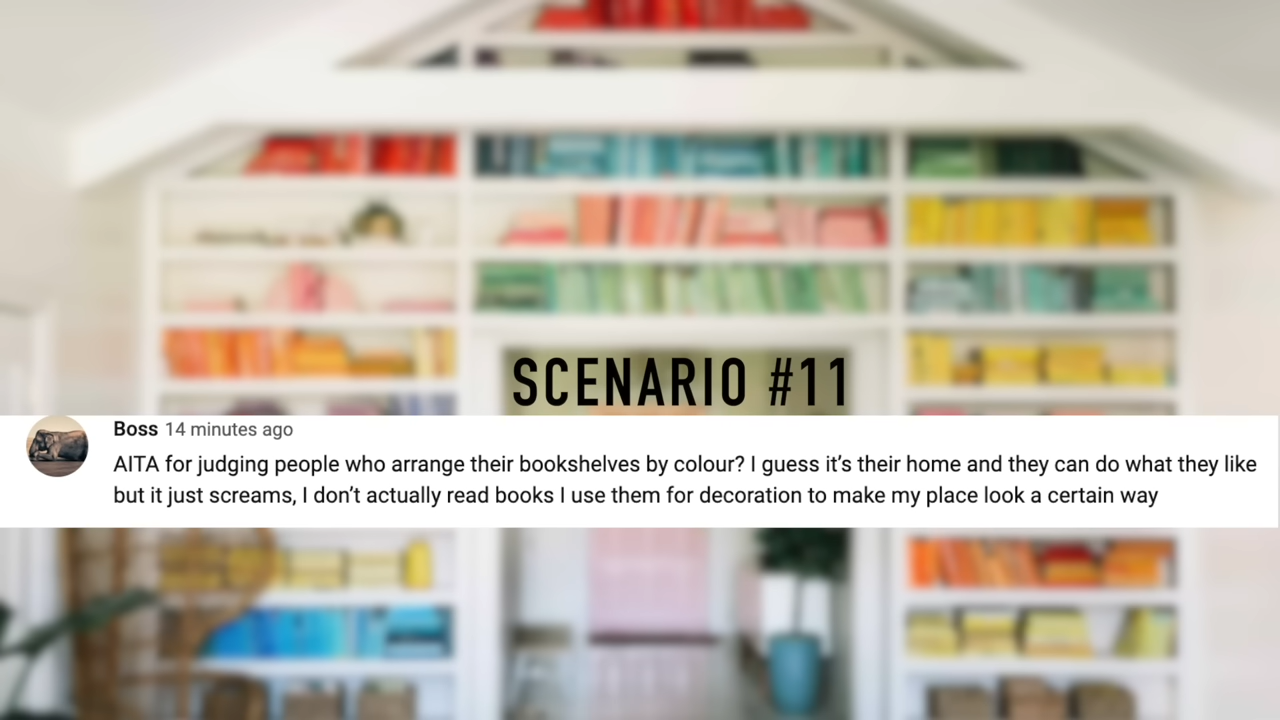 SCENARIO #11
Boss 14 minutes ago
AITA for judging people who arrange their bookshelves by colour? I guess it’s their home and they can do what they like
but it just screams, I don’t actually read books I use them for decoration to make my place look a certain way